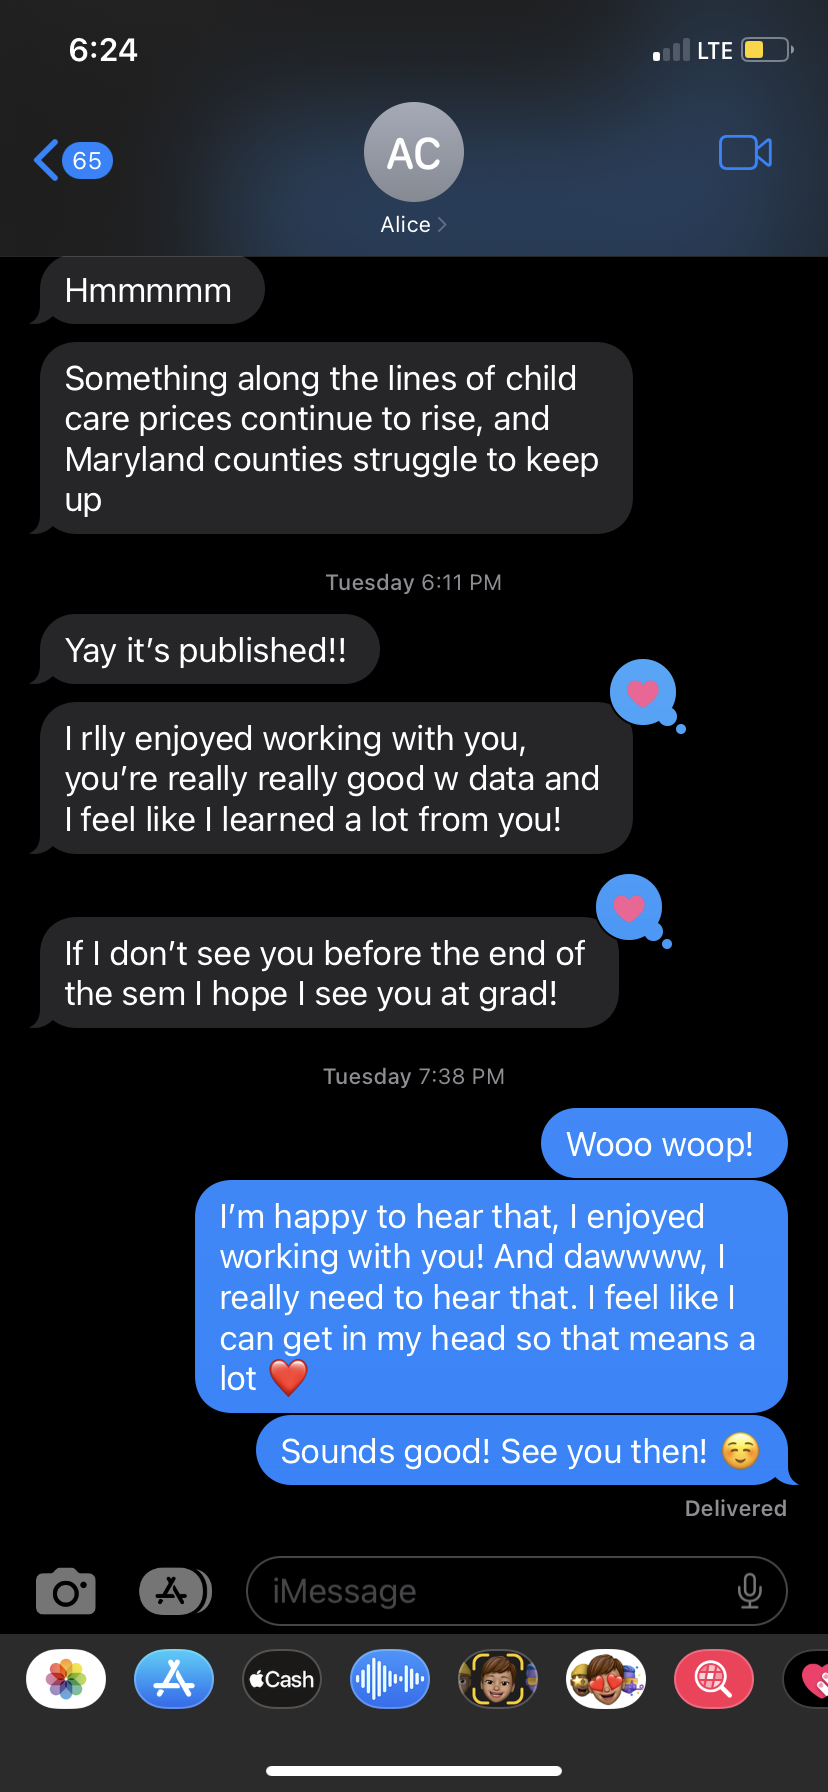 6:24
LTE
65
AC
Alice
Hmmmmm
Something along the lines of child
care prices continue to rise, and
Maryland counties struggle to keep
up
Tuesday 6:11 PM
Yay it's published!!
I rlly enjoyed working with you,
you're really really good w data and
I feel like I learned a lot from you!
If I don't see you before the end of
the sem I hope I see you at grad!
Tuesday 7:38 PM
Wooo woop!
I'm happy to hear that, I enjoyed
working with you! And dawwww, I
really need to hear that. I feel like I
can get in my head so that means a
lot ❤️
Sounds good! See you then! ☺️
Delivered
iMessage
Cash